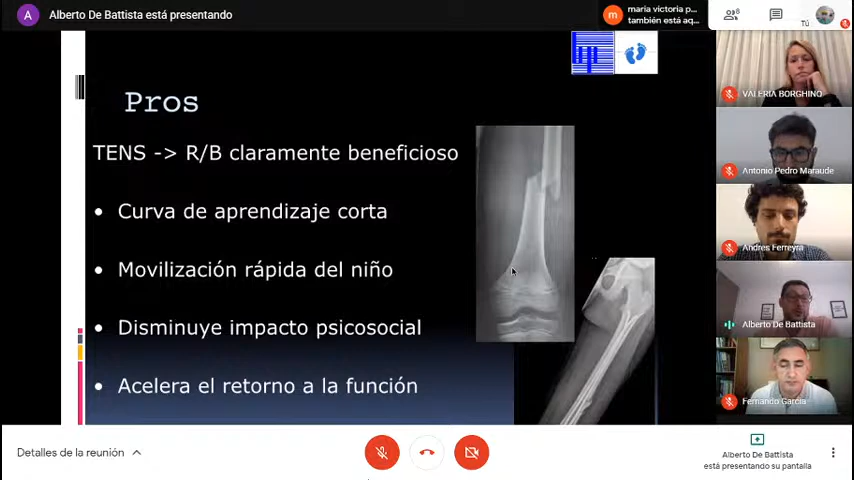 A
Alberto De Battista está presentando
m
maria victoria p...
también está aq...
8
Tú
Pros
TENS -> R/B claramente beneficioso
• Curva de aprendizaje corta
• Movilización rápida del niño
• Disminuye impacto psicosocial
• Acelera el retorno a la función
VALERIA BORGHINO
Antonio Pedro Maraude
Andres Ferreyra
Alberto De Battista
Fernando Garcia
Detalles de la reunión
Alberto De Battista
está presentando su pantalla